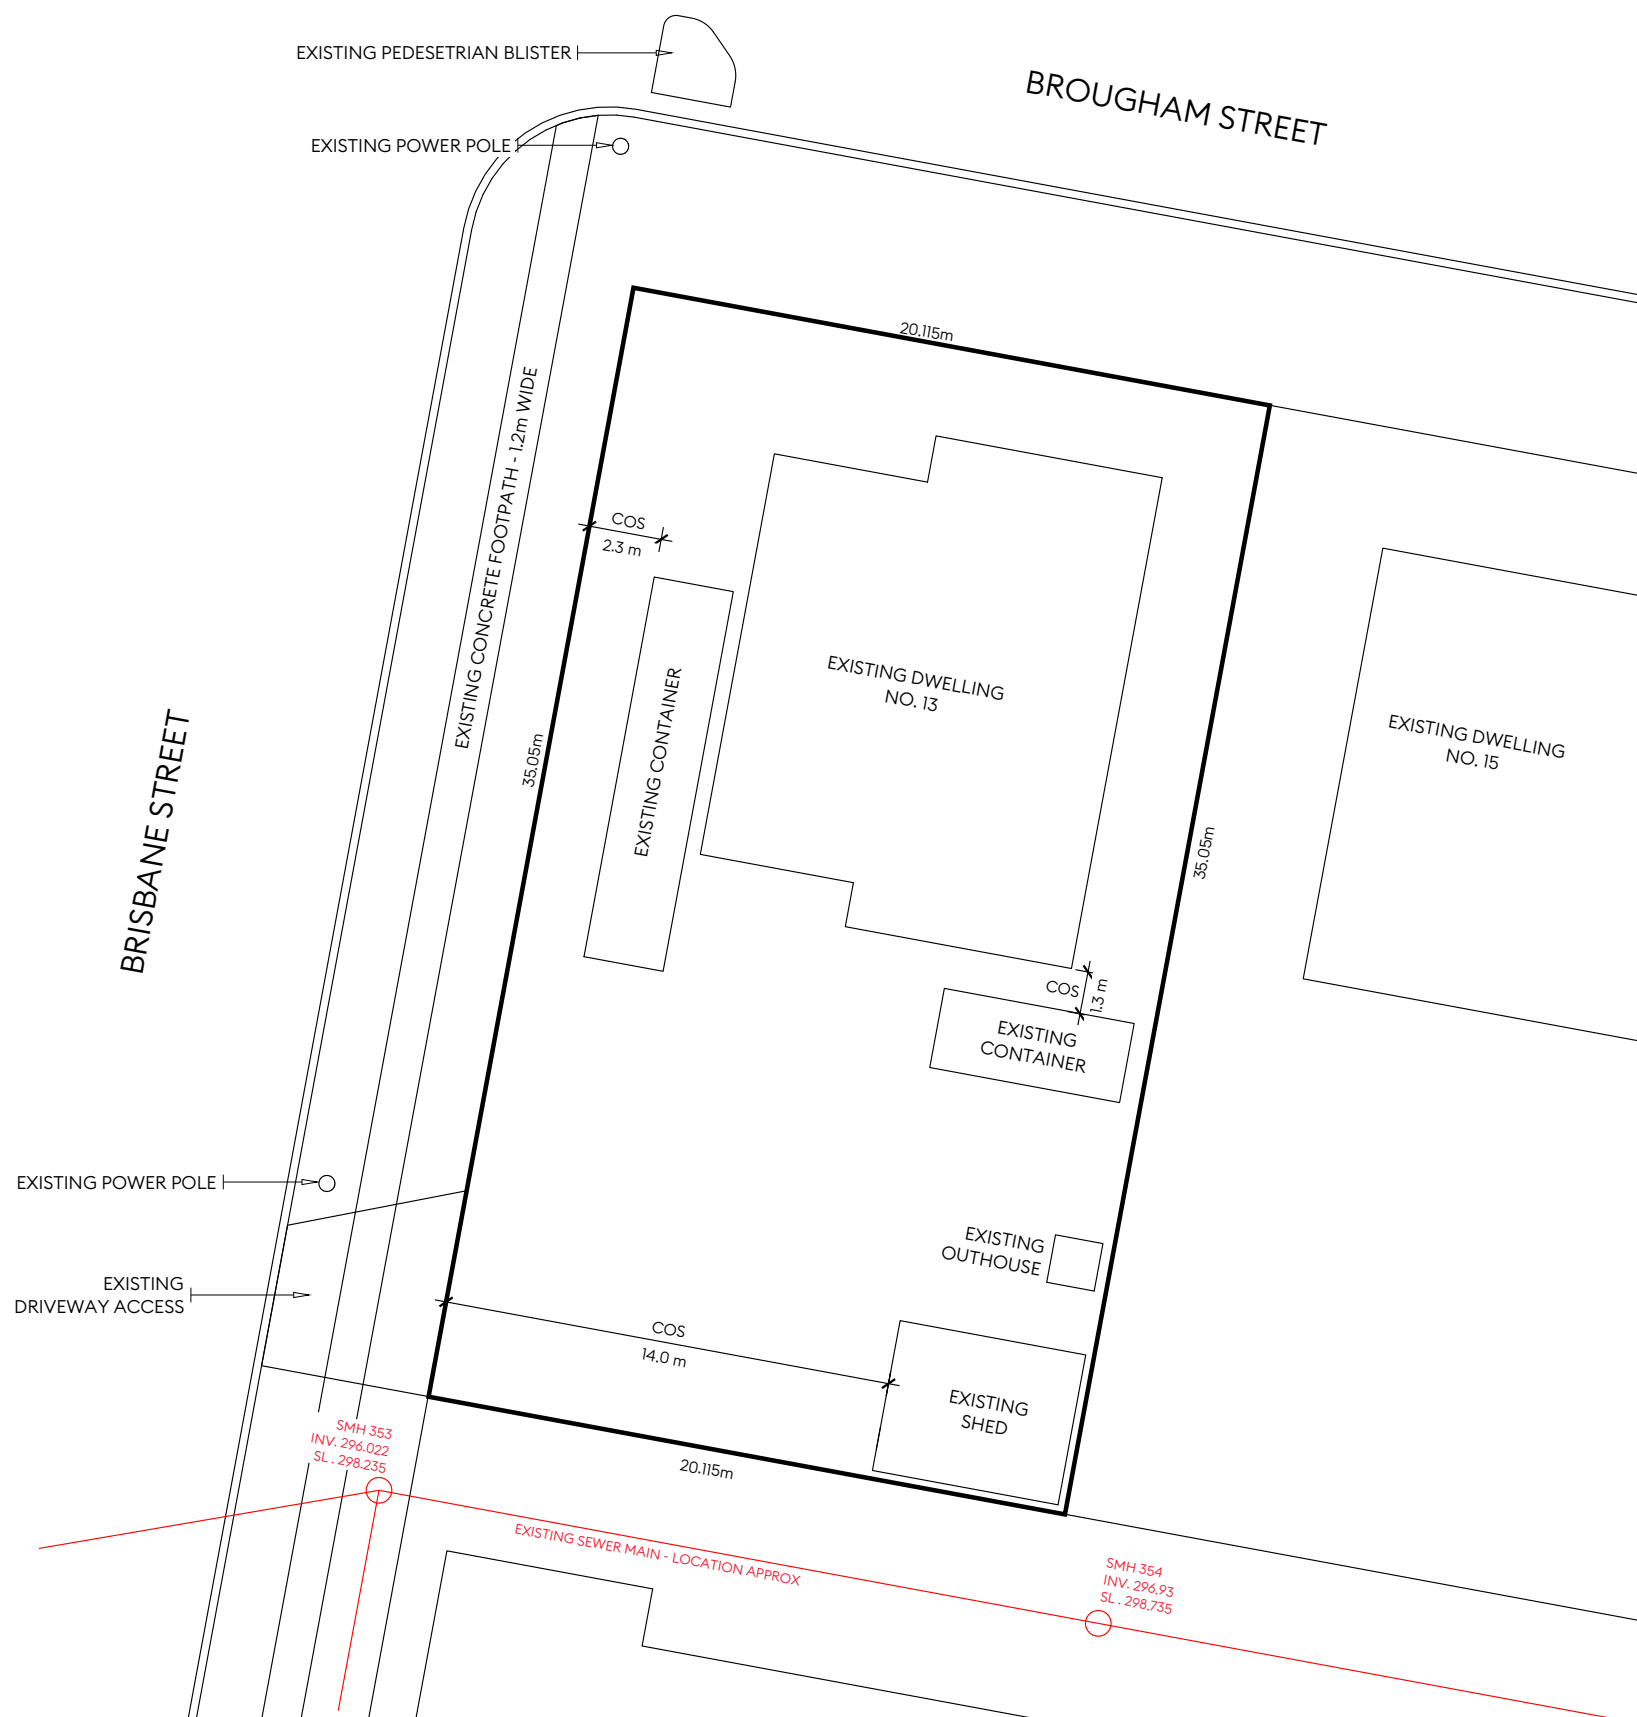 EXISTING PEDESETRIAN BLISTER
BROUGHAM STREET
EXISTING POWER POLE
20.115m
EXISTING CONCRETE FOOTPATH - 1.2m WIDE
COS
2.3 m
EXISTING DWELLING
NO. 13
EXISTING CONTAINER
EXISTING DWELLING
NO. 15
35.05m
BRISBANE STREET
35.05m
COS
1.3 m
EXISTING
CONTAINER
EXISTING POWER POLE
EXISTING
OUTHOUSE
EXISTING
DRIVEWAY ACCESS
COS
14.0 m
EXISTING
SHED
SMH 353
INV. 296.022
SL . 298.235
20.115m
EXISTING SEWER MAIN - LOCATION APPROX
SMH 354
INV. 296.93
SL . 298.735